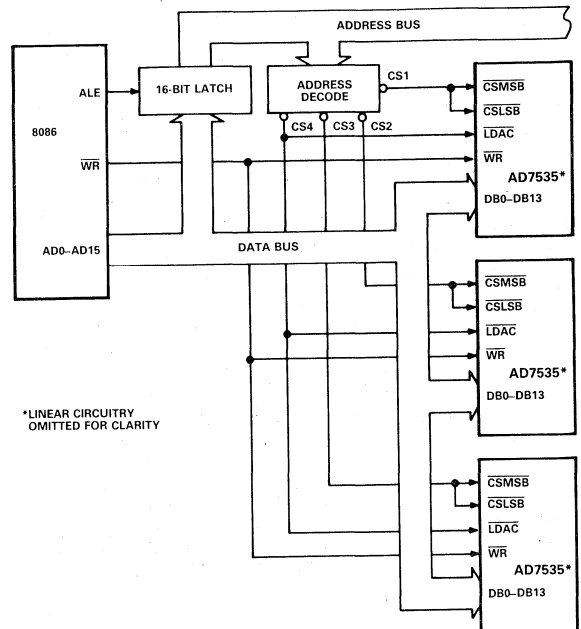 ADDRESS BUS
ALE
16-BIT LATCH
ADDRESS
DECODE
CS1
CSMSB
CSLSB
8086
CS4
CS3
CS2
LDAC
WR
WR
AD7535*
DB0–DB13
AD0–AD15
DATA BUS
CSMSB
CSLSB
LDAC
WR
AD7535*
DB0–DB13
*LINEAR CIRCUITRY
OMITTED FOR CLARITY
CSMSB
CSLSB
LDAC
WR
AD7535*
DB0–DB13